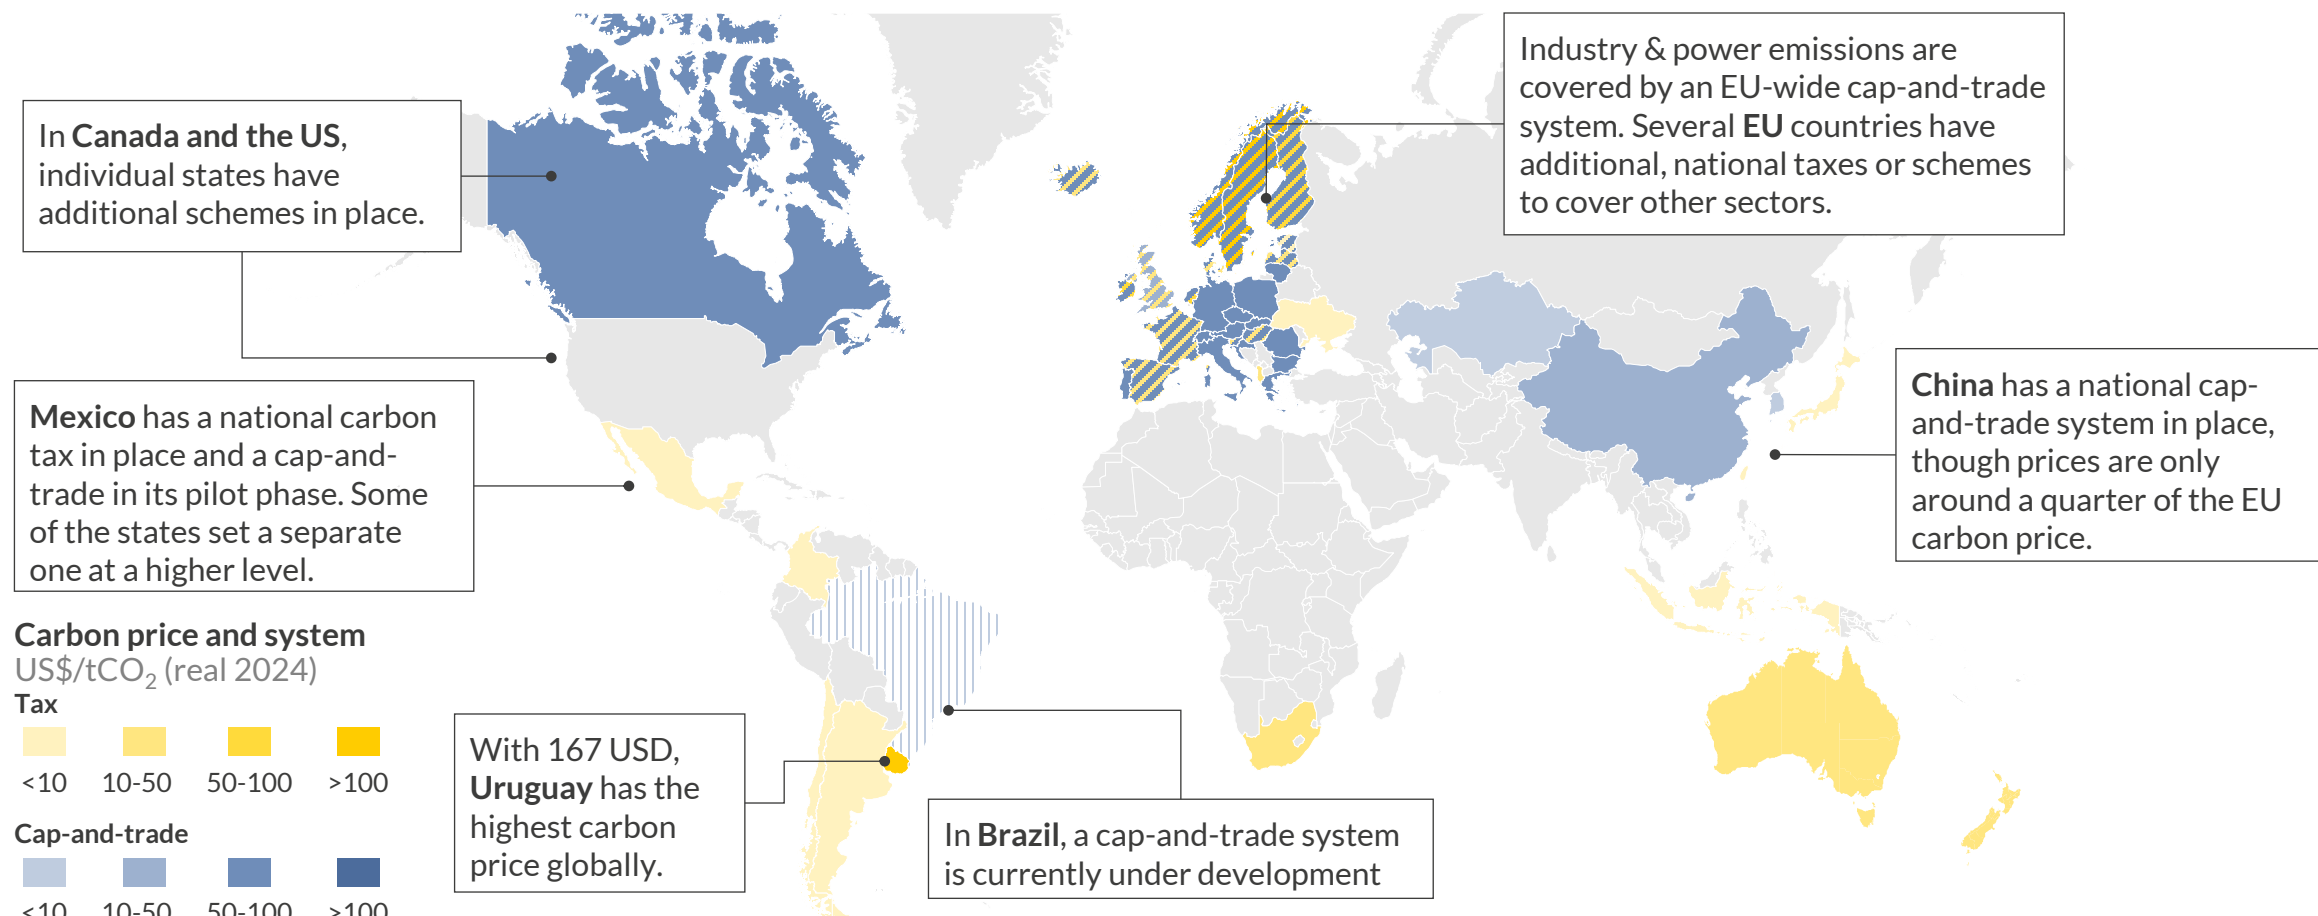 In Canada and the US,
individual states have
additional schemes in place.
Industry & power emissions are
covered by an EU-wide cap-and-trade
system. Several EU countries have
additional, national taxes or schemes
to cover other sectors.
Mexico has a national carbon
tax in place and a cap-and-
trade in its pilot phase. Some
of the states set a separate
one at a higher level.
China has a national cap-
and-trade system in place,
though prices are only
around a quarter of the EU
carbon price.
Carbon price and system
US$/tCO2 (real 2024)
Tax
<10 10-50 50-100 >100
Cap-and-trade
<10 10-50 50-100 >100
With 167 USD,
Uruguay has the
highest carbon
price globally.
In Brazil, a cap-and-trade system
is currently under development